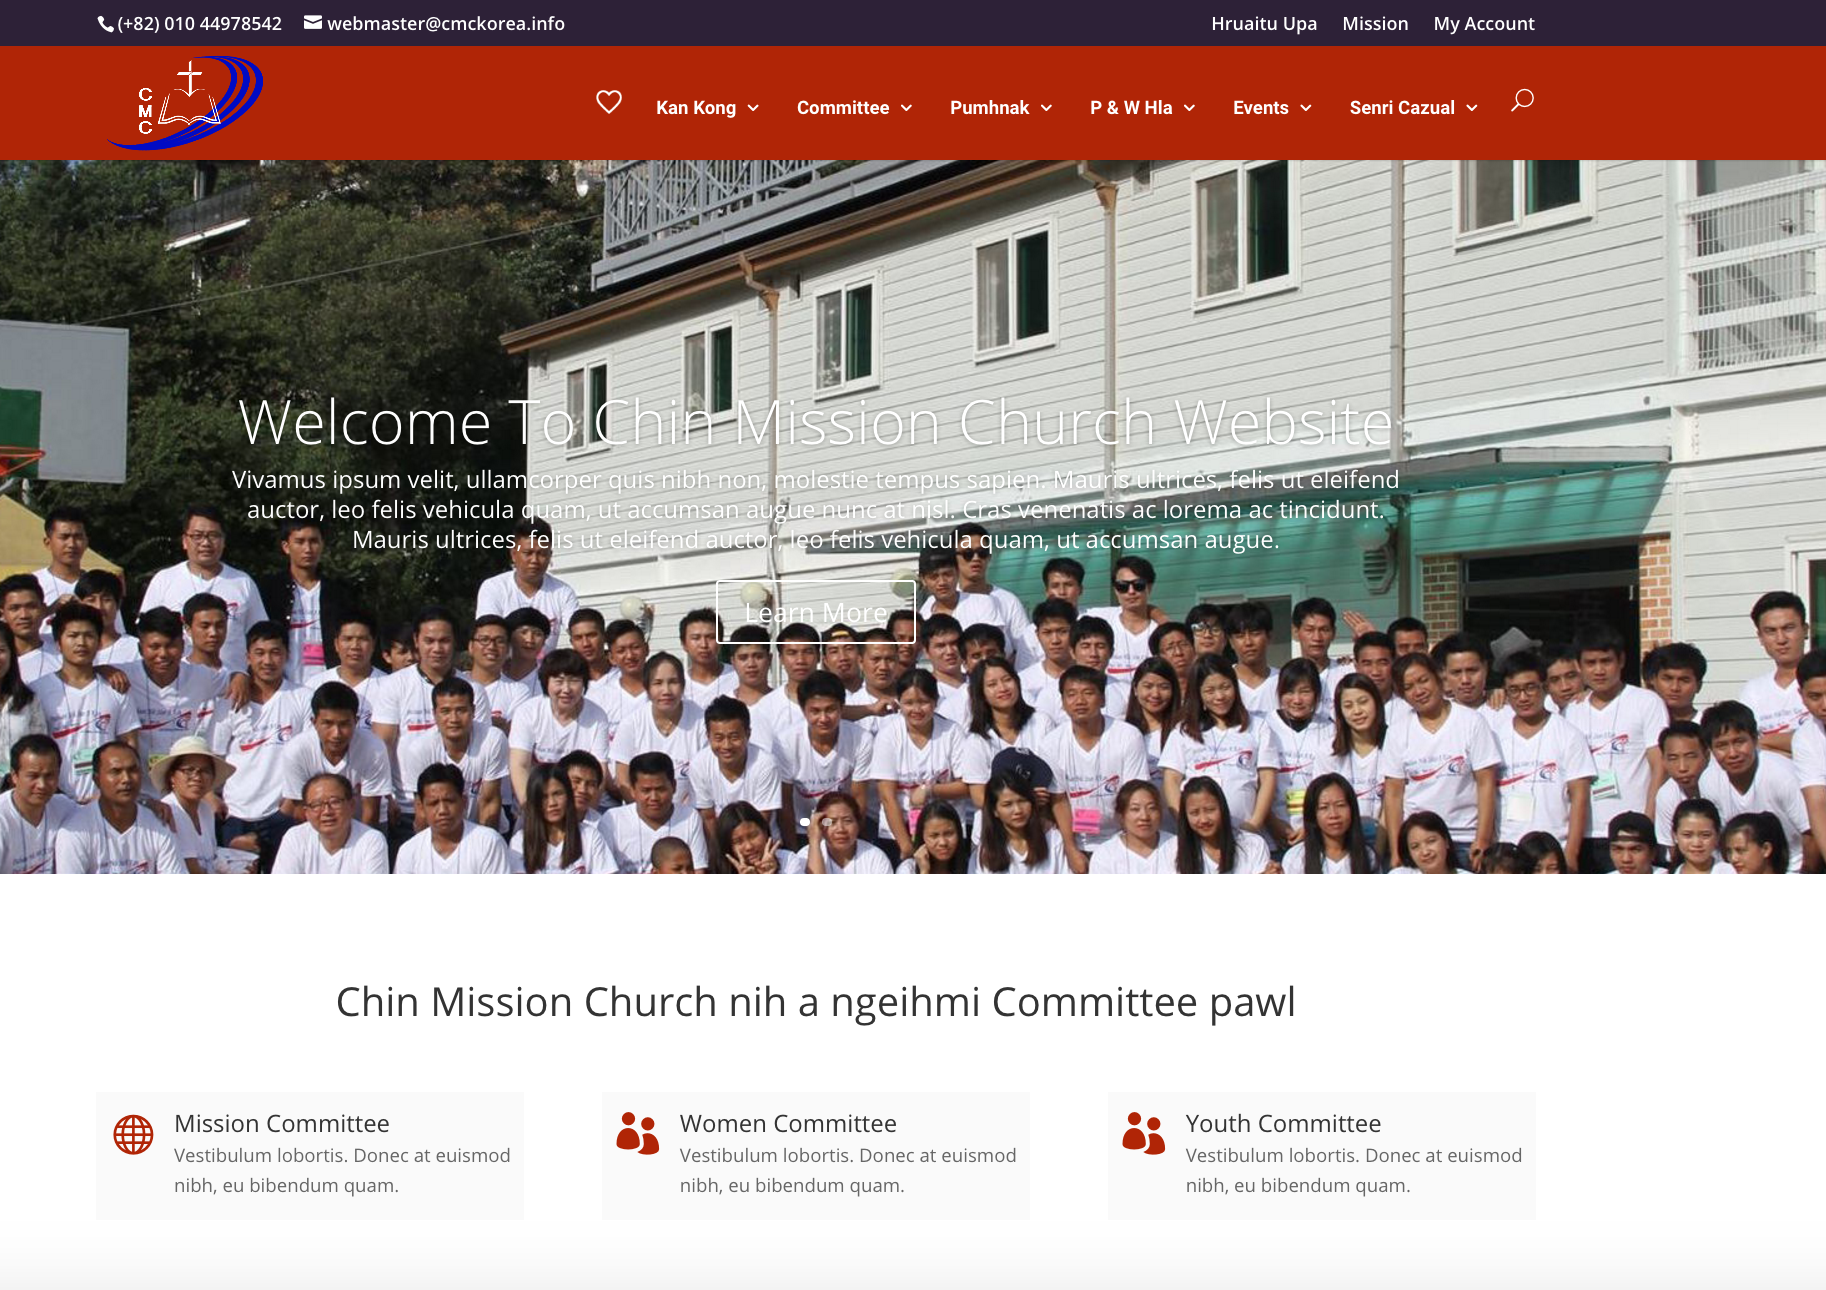 (+82) 010 44978542 webmaster@cmckorea.info Hruaitu Upa Mission My Account
C
M
C
Kan Kong Committee Pumhnak P & W Hla Events Senri Cazual
Welcome To Chin Mission Church Website
Vivamus ipsum velit, ullamcorper quis nibh non, molestie tempus sapien. Mauris ultrices, felis ut eleifend
auctor, leo felis vehicula quam, ut accumsan augue nunc at nisl. Cras venenatis ac lorema ac tincidunt.
Mauris ultrices, felis ut eleifend auctor, leo felis vehicula quam, ut accumsan augue.
Learn More
Chin Mission Church nih a ngeihmi Committee pawl
Mission Committee
Vestibulum lobortis. Donec at euismod
nibh, eu bibendum quam.
Women Committee
Vestibulum lobortis. Donec at euismod
nibh, eu bibendum quam.
Youth Committee
Vestibulum lobortis. Donec at euismod
nibh, eu bibendum quam.